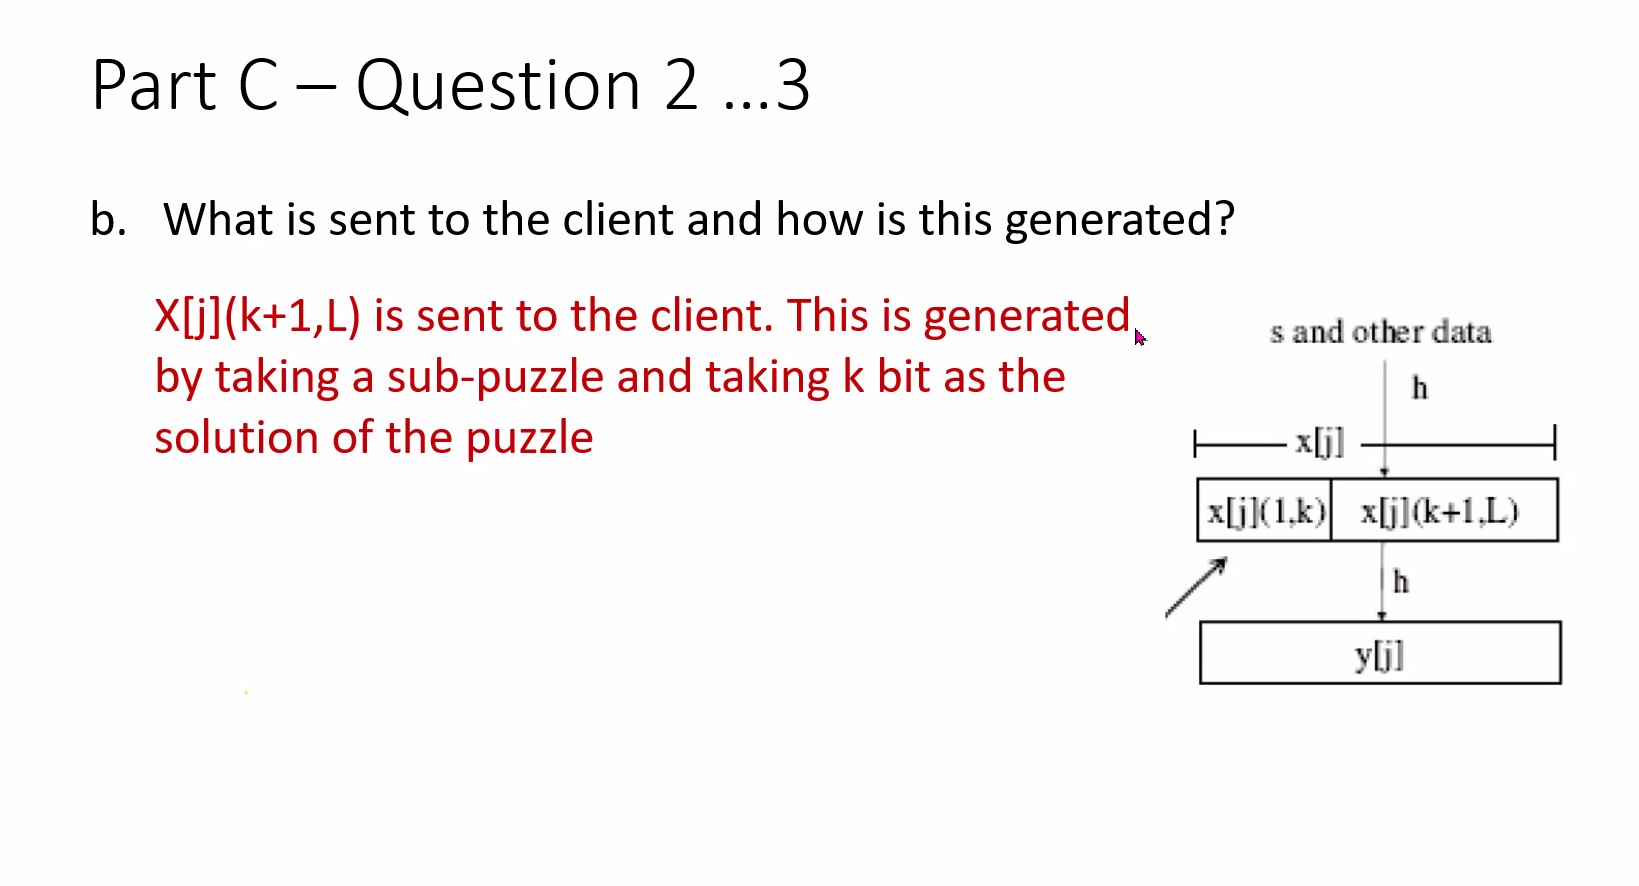 Part C – Question 2 ...3
b. What is sent to the client and how is this generated?
X[j](k+1,L) is sent to the client. This is generated
by taking a sub-puzzle and taking k bit as the
solution of the puzzle
s and other data
h
x[j]
x[j](1,k) x[j](k+1,L)
h
y[j]